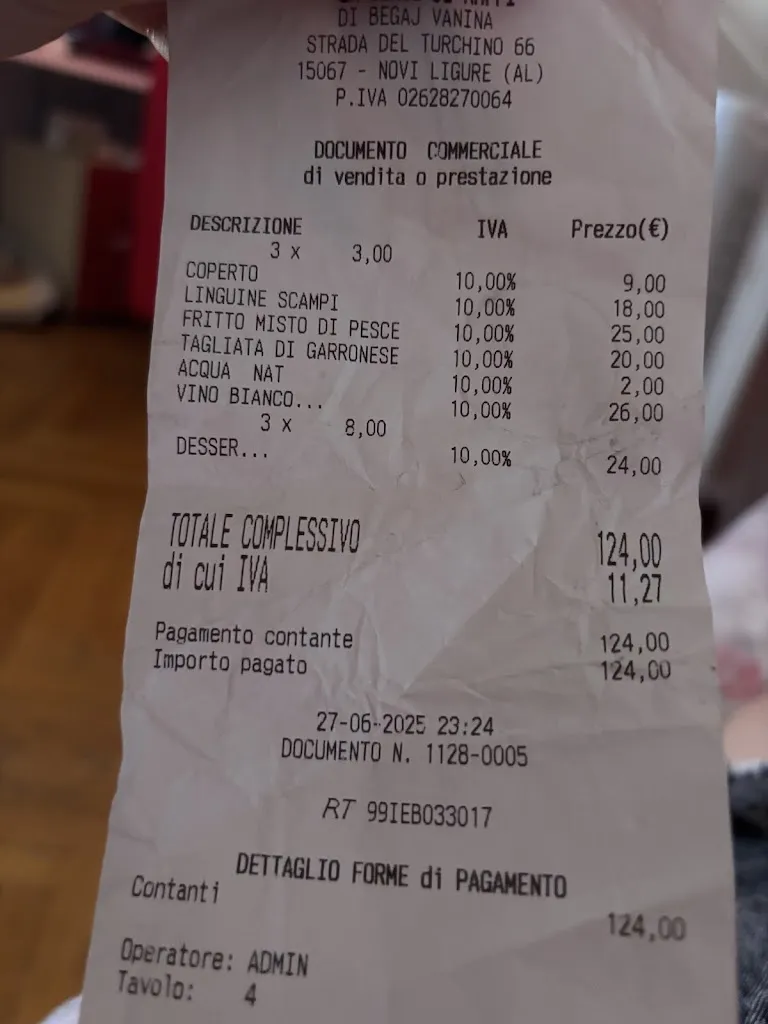 DI BEGAJ VANINA
STRADA DEL TURCHINO 66
15067 - NOVI LIGURE (AL)
P.IVA 02628270064
DOCUMENTO COMMERCIALE
di vendita o prestazione
DESCRIZIONE IVA Prezzo(€)
3 x 3,00
COPERTO 10,00% 9,00
LINGUINE SCAMPI 10,00% 18,00
FRITTO MISTO DI PESCE 10,00% 25,00
TAGLIATA DI GARRONESE 10,00% 20,00
ACQUA NAT 10,00% 2,00
VINO BIANCO... 10,00% 26,00
3 x 8,00
DESSER... 10,00% 24,00
TOTALE COMPLESSIVO 124,00
di cui IVA 11,27
Pagamento contante 124,00
Importo pagato 124,00
27-06-2025 23:24
DOCUMENTO N. 1128-0005
RT 99IEB033017
DETTAGLIO FORME di PAGAMENTO
Contanti 124,00
Operatore: ADMIN
Tavolo: 4